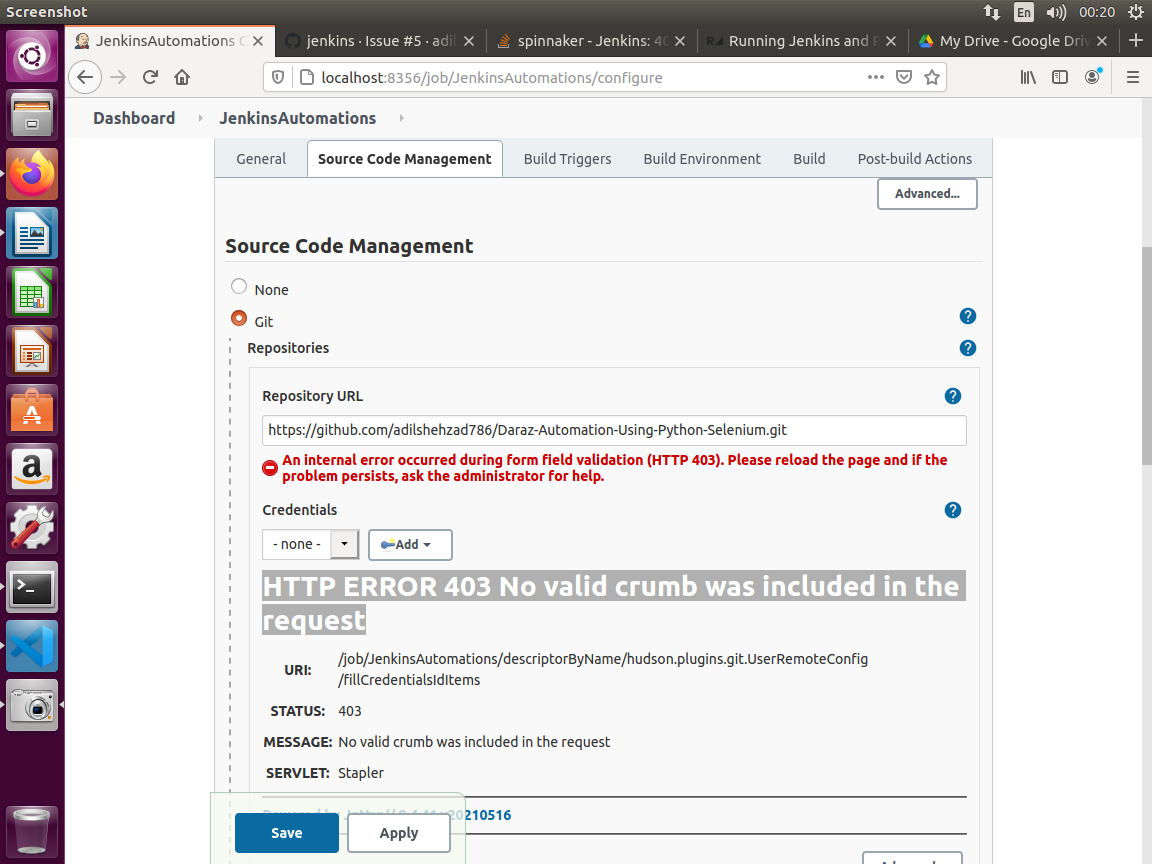 Screenshot
En
00:20
JenkinsAutomations C
jenkins · Issue #5 · adil
spinnaker - Jenkins: 40
Running Jenkins and P
My Drive - Google Driv
localhost:8356/job/JenkinsAutomations/configure
Dashboard
JenkinsAutomations
General
Source Code Management
Build Triggers
Build Environment
Build
Post-build Actions
Advanced...
Source Code Management
None
Git
Repositories
Repository URL
https://github.com/adilshehzad786/Daraz-Automation-Using-Python-Selenium.git
An internal error occurred during form field validation (HTTP 403). Please reload the page and if the
problem persists, ask the administrator for help.
Credentials
- none -
Add
HTTP ERROR 403 No valid crumb was included in the
request
URI:
/job/JenkinsAutomations/descriptorByName/hudson.plugins.git.UserRemoteConfig
/fillCredentialsIdItems
STATUS: 403
MESSAGE: No valid crumb was included in the request
SERVLET: Stapler
20210516
Save
Apply